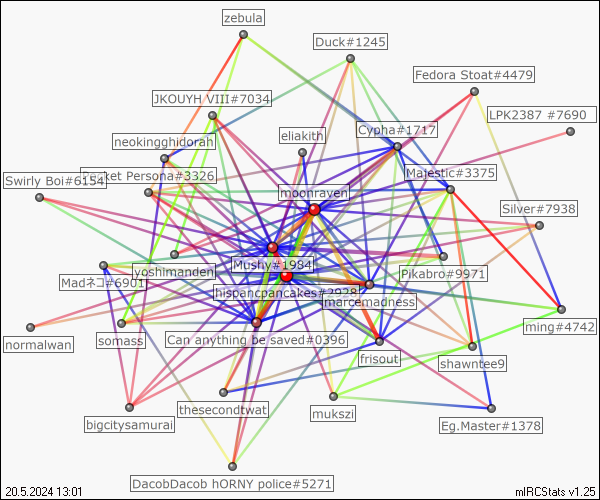 zebula
Duck#1245
Fedora Stoat#4479
JKOUYH VIII#7034
LPK2387 #7690
Cypha#1717
eliakith
neokingghidorah
Majestic#3375
Swirly Boi#6154
Persona#3326
moonraven
Silver#7938
Mushy#1984
yoshimanden
Pikabro#9971
Madネコ#6901
hispancpancakes#2928
mercemadness
ming#4742
normalwan
somass
Can anything be saved#0396
frisout
shawntee9
thesecondtwat
mukszi
bigcitysamurai
Eg.Master#1378
DacobDacob hORNY police#5271
20.5.2024 13:01
mIRCStats v1.25